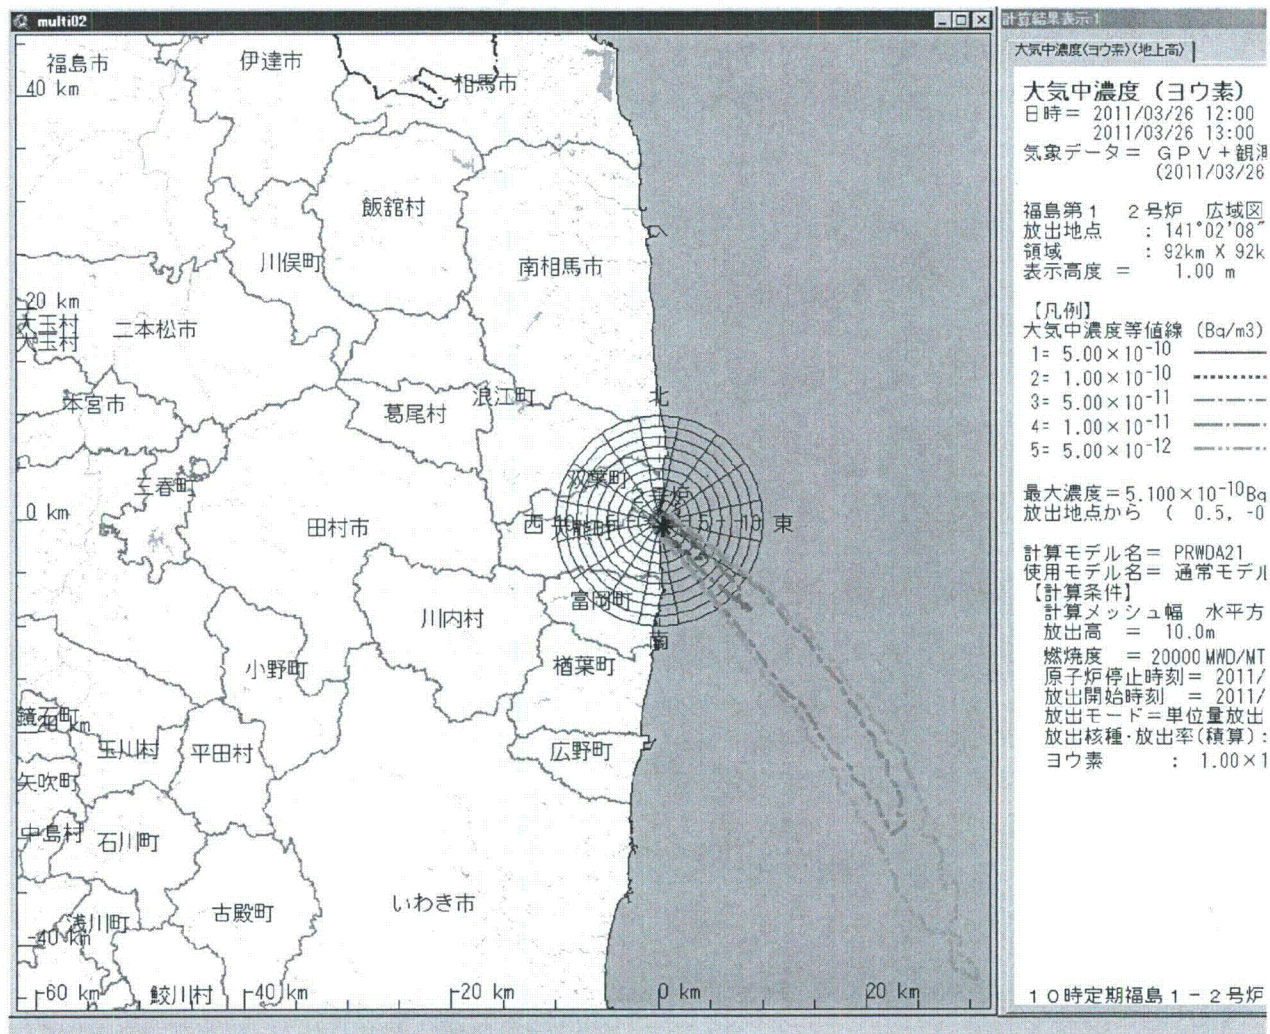 multi02
福島市
伊達市
相馬市
40 km
飯舘村
川俣町
南相馬市
20 km
大玉村
大玉村
二本松市
本宮市
葛尾村
浪江町
北
三春町
双葉町
2号炉
0 km
田村市
西
-10
5
10
東
富岡町
川内村
南
小野町
楢葉町
鏡石町
玉川村
平田村
広野町
矢吹町
中島村
石川町
いわき市
古殿町
浅川町
-40 km
-60 km
鮫川村
-40 km
-20 km
0 km
20 km
計算結果表示1
大気中濃度(ヨウ素)(地上高)
大気中濃度(ヨウ素)
日時= 2011/03/26 12:00
2011/03/26 13:00
気象データ= GPV+観測
(2011/03/26
福島第1 2号炉 広域図
放出地点 : 141°02'08"
領域 : 92km X 92k
表示高度 = 1.00 m
【凡例】
大気中濃度等値線 (Bq/m3)
1= 5.00×10-10
2= 1.00×10-10
3= 5.00×10-11
4= 1.00×10-11
5= 5.00×10-12
最大濃度=5.100×10-10Bq
放出地点から ( 0.5, -0
計算モデル名= PRWDA21
使用モデル名= 通常モデル
【計算条件】
計算メッシュ幅 水平方
放出高 = 10.0m
燃焼度 = 20000MWD/MT
原子炉停止時刻= 2011/
放出開始時刻 = 2011/
放出モード=単位量放出
放出核種・放出率(積算):
ヨウ素 : 1.00×1
10時定期福島1-2号炉